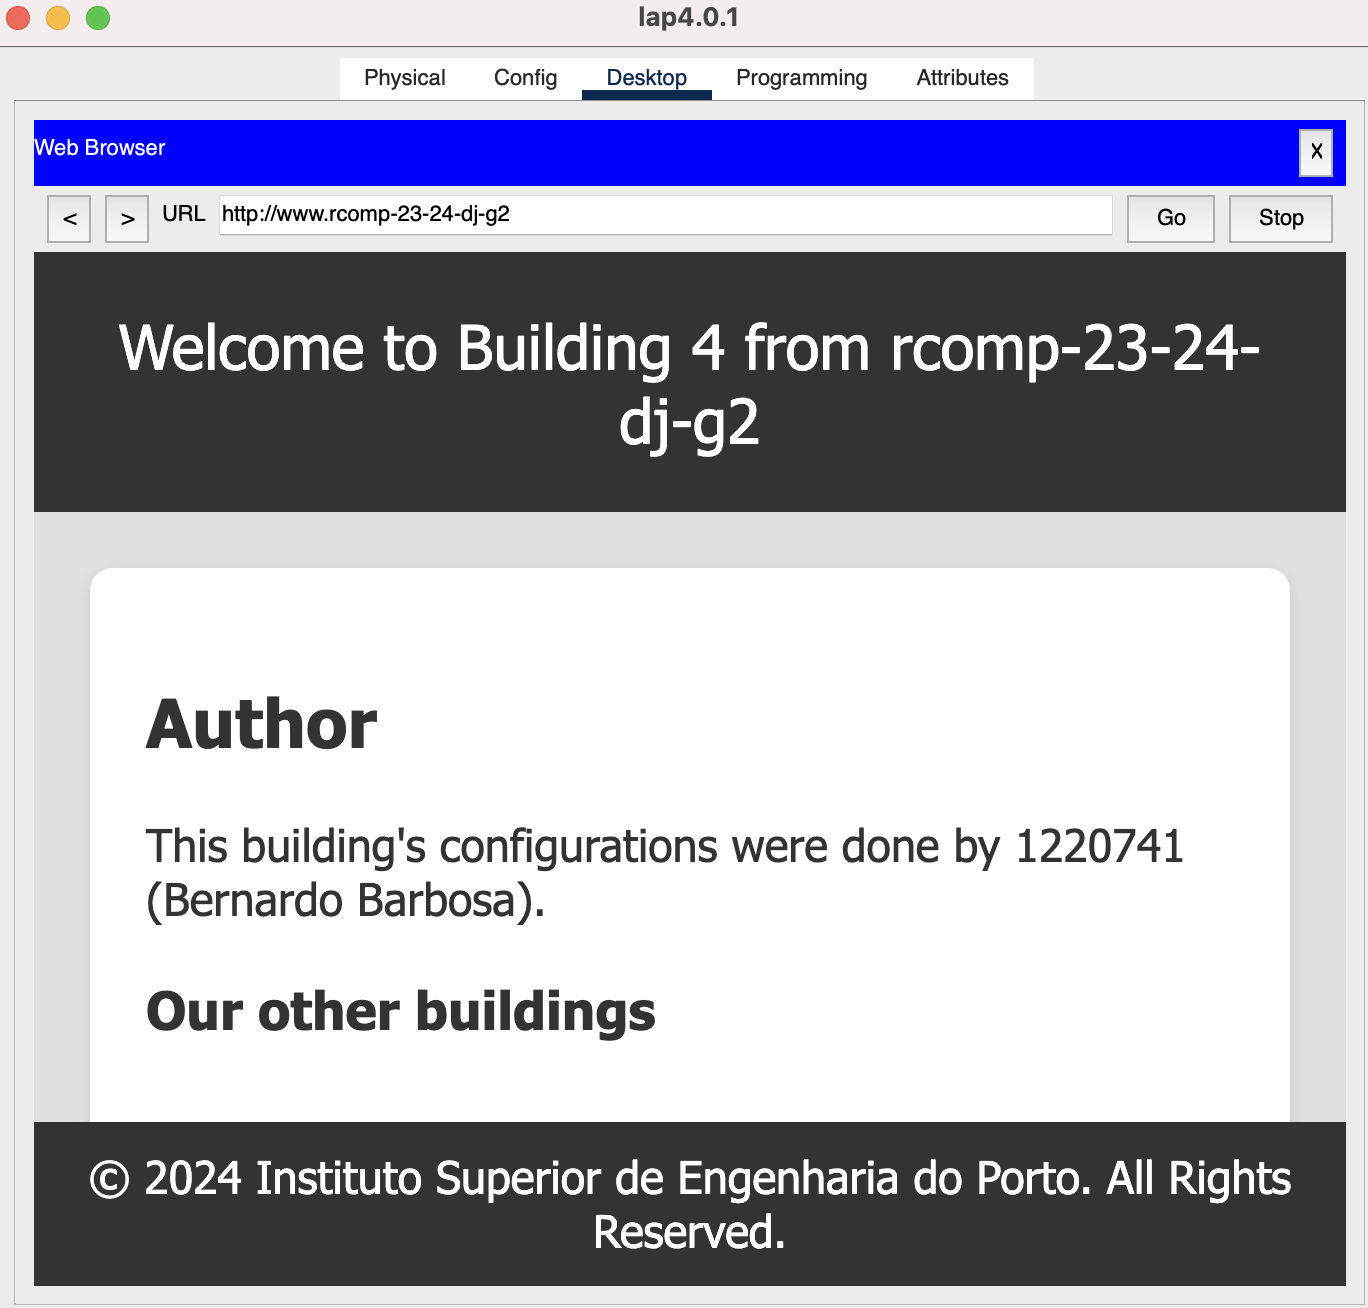 lap4.0.1
Physical Config Desktop Programming Attributes
Web Browser X
< > URL http://www.rcomp-23-24-dj-g2 Go Stop
Welcome to Building 4 from rcomp-23-24-
dj-g2
Author
This building's configurations were done by 1220741
(Bernardo Barbosa).
Our other buildings
© 2024 Instituto Superior de Engenharia do Porto. All Rights
Reserved.